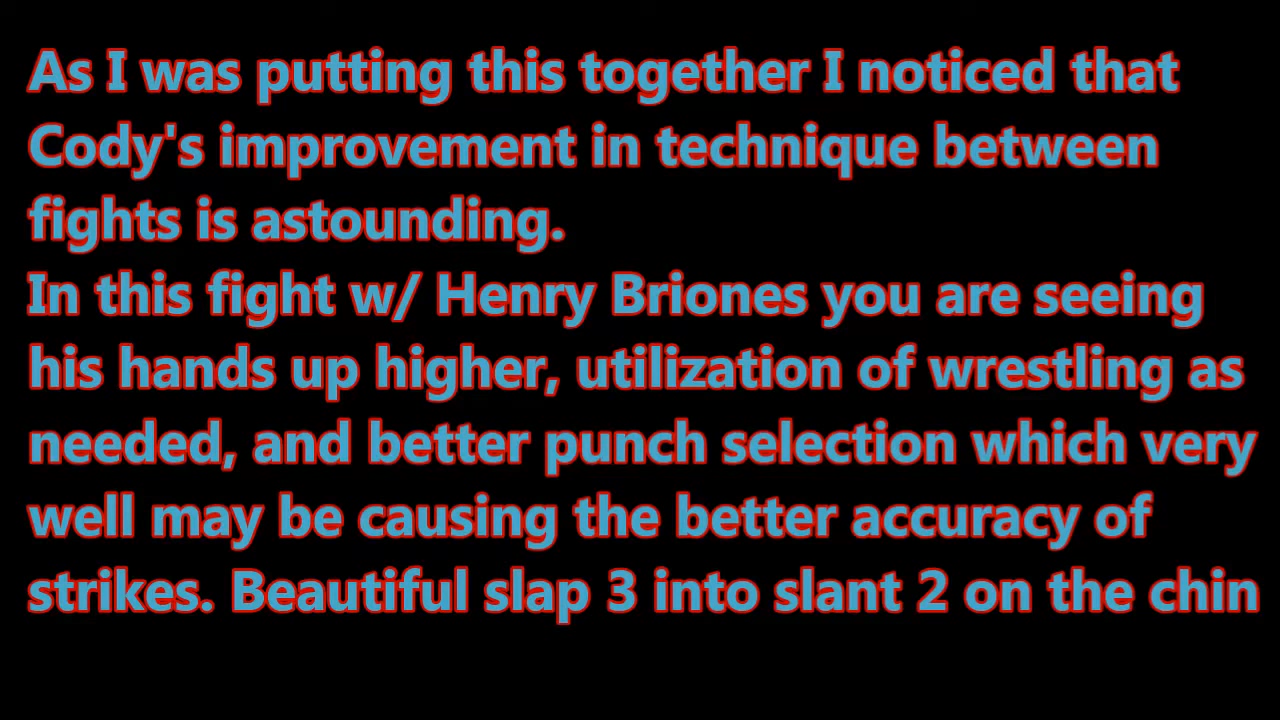 As I was putting this together I noticed that
Cody's improvement in technique between
fights is astounding.
In this fight w/ Henry Briones you are seeing
his hands up higher, utilization of wrestling as
needed, and better punch selection which very
well may be causing the better accuracy of
strikes. Beautiful slap 3 into slant 2 on the chin